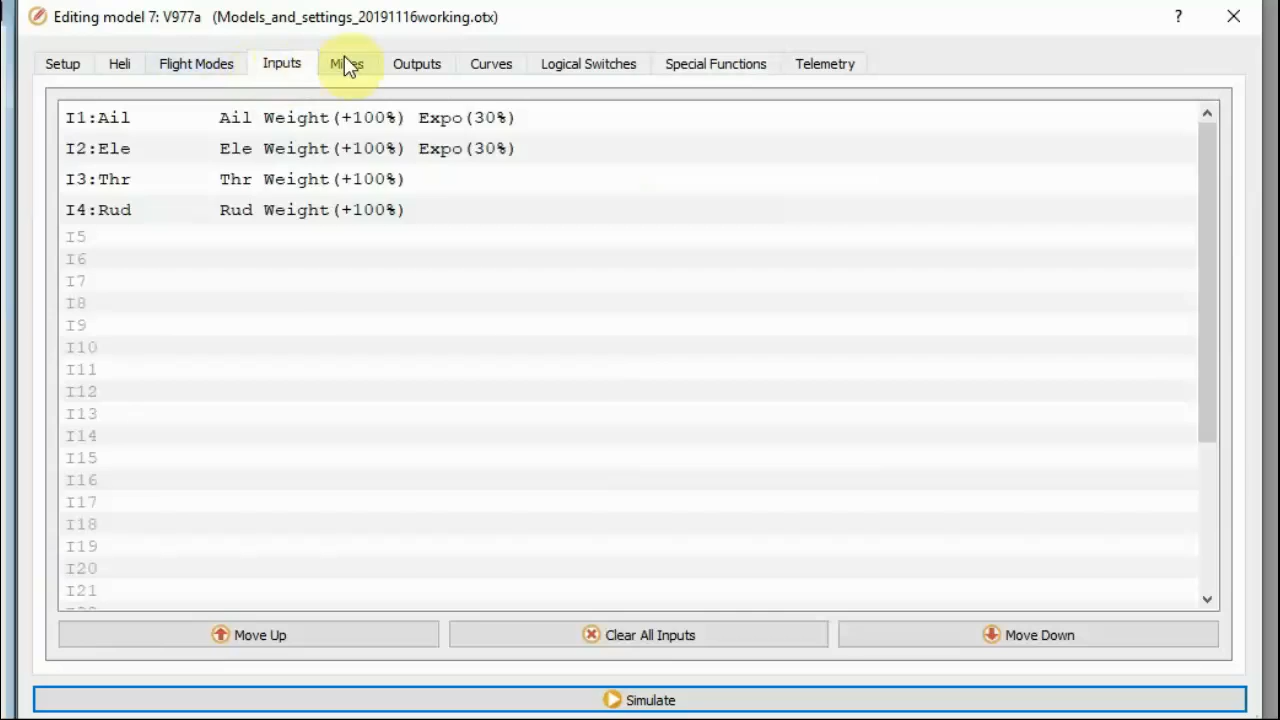 Editing model 7: V977a (Models_and_settings_20191116working.otx)
?
Setup Heli Flight Modes Inputs Mixes Outputs Curves Logical Switches Special Functions Telemetry
I1:Ail Ail Weight(+100%) Expo(30%)
I2:Ele Ele Weight(+100%) Expo(30%)
I3:Thr Thr Weight(+100%)
I4:Rud Rud Weight(+100%)
I5
I6
I7
I8
I9
I10
I11
I12
I13
I14
I15
I16
I17
I18
I19
I20
I21
Move Up Clear All Inputs Move Down
Simulate